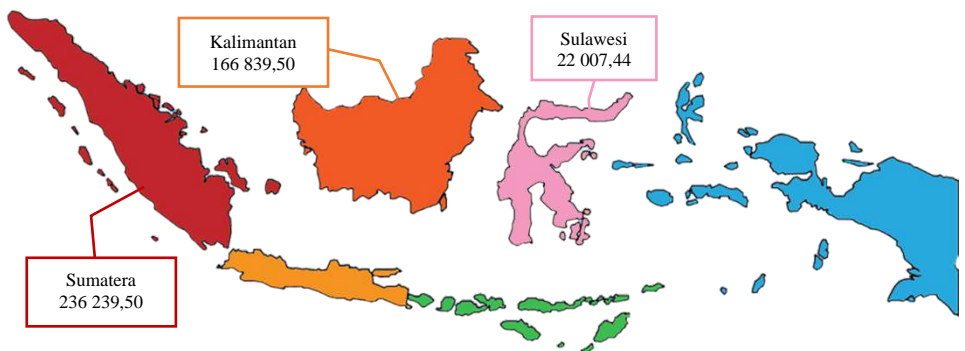 Kalimantan
166 839,50
Sulawesi
22 007,44
Sumatera
236 239,50